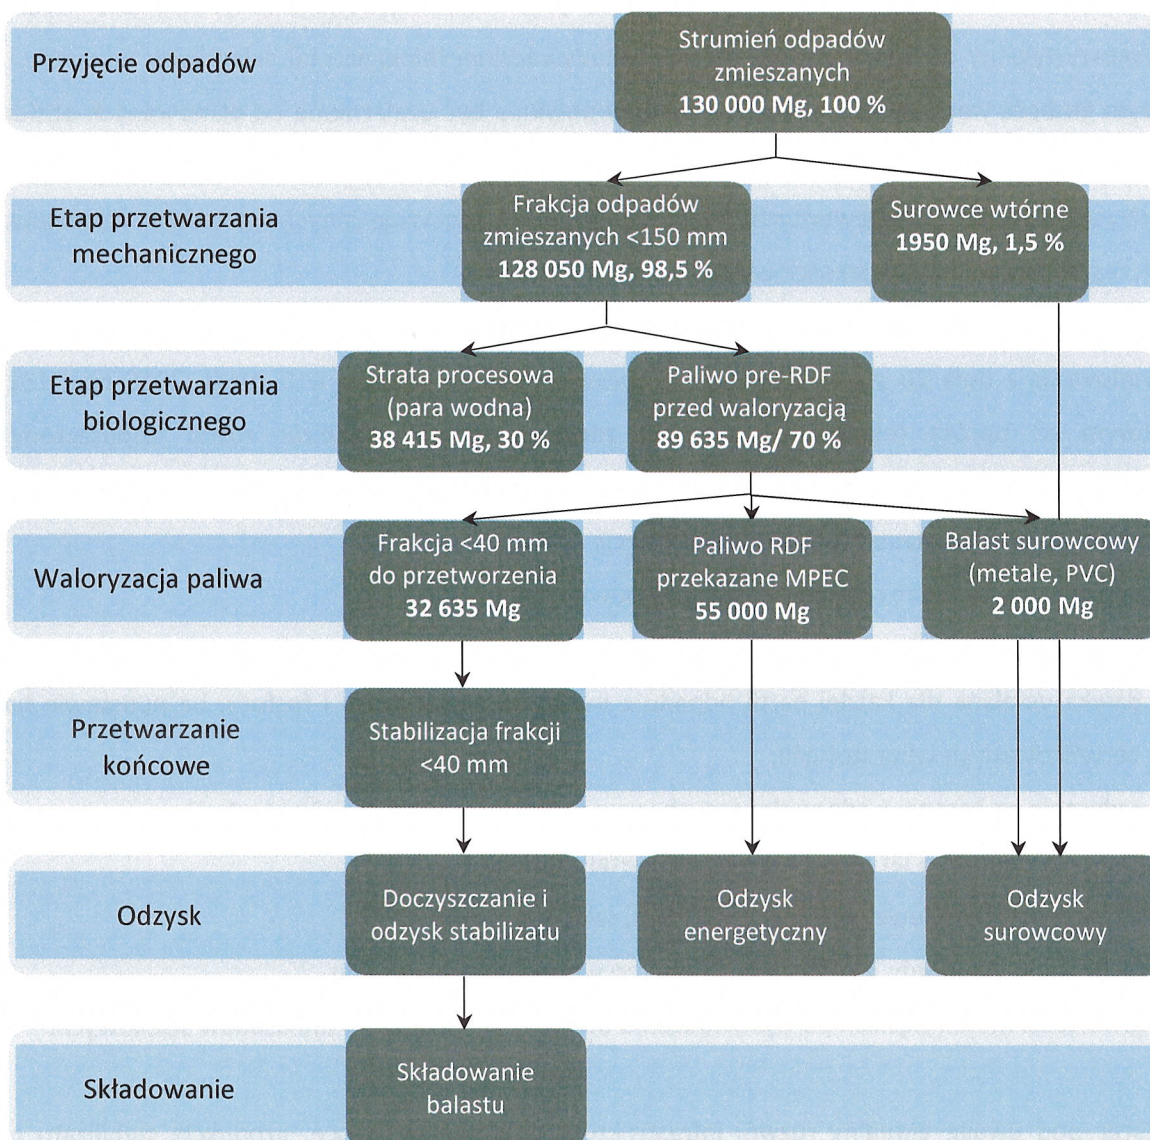 Przyjęcie odpadów
Strumień odpadów
zmieszanych
130 000 Mg, 100 %
Etap przetwarzania
mechanicznego
Frakcja odpadów
zmieszanych <150 mm
128 050 Mg, 98,5 %
Surowce wtórne
1950 Mg, 1,5 %
Etap przetwarzania
biologicznego
Strata procesowa
(para wodna)
38 415 Mg, 30 %
Paliwo pre-RDF
przed waloryzacją
89 635 Mg/ 70 %
Waloryzacja paliwa
Frakcja <40 mm
do przetworzenia
32 635 Mg
Paliwo RDF
przekazane MPEC
55 000 Mg
Balast surowcowy
(metale, PVC)
2 000 Mg
Przetwarzanie
końcowe
Stabilizacja frakcji
<40 mm
Odzysk
Doczyszczanie i
odzysk stabilizatu
Odzysk
energetyczny
Odzysk
surowcowy
Składowanie
Składowanie
balastu